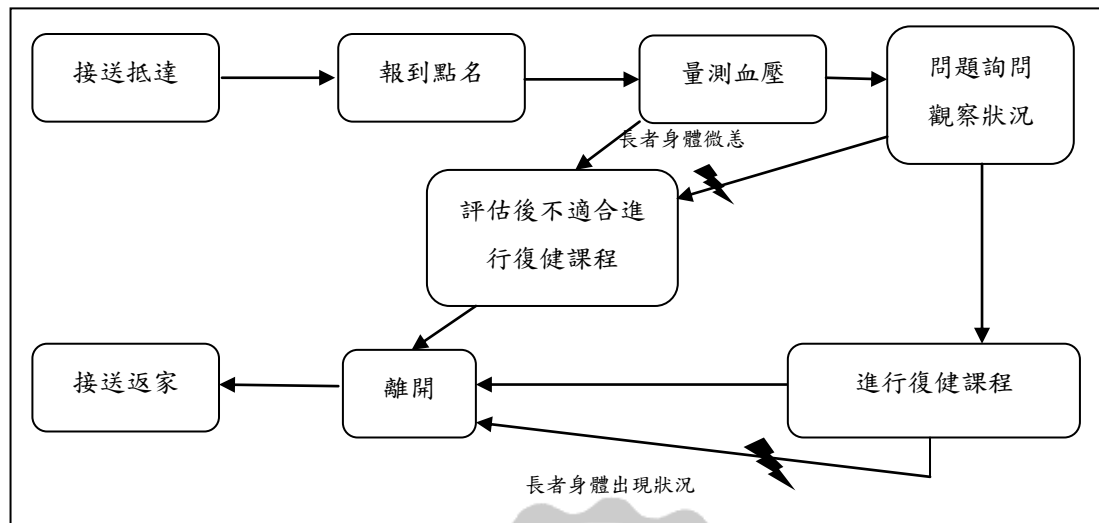 接送抵達
報到點名
量測血壓
問題詢問
觀察狀況
長者身體微恙
評估後不適合進
行復健課程
接送返家
離開
進行復健課程
長者身體出現狀況